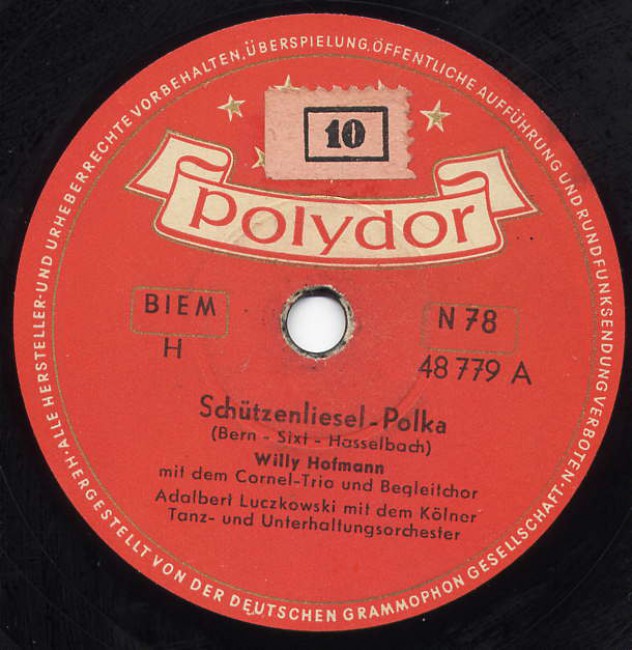 ALLE HERSTELLER- UND URHEBERRECHTE VORBEHALTEN, ÜBERSPIELUNG, ÖFFENTLICHE AUFFÜHRUNG UND RUNDFUNKSENDUNG VERBOTEN.
10
polydor
BIEM
N 78
H
48 779 A
Schützenliesel-Polka
(Bern - Sixt - Hasselbach)
Willy Hofmann
mit dem Cornel-Trio und Begleitchor
Adalbert Luczkowski mit dem Kölner
Tanz- und Unterhaltungsorchester
HERGESTELLT VON DER DEUTSCHEN GRAMMOPHON GESELLSCHAFT